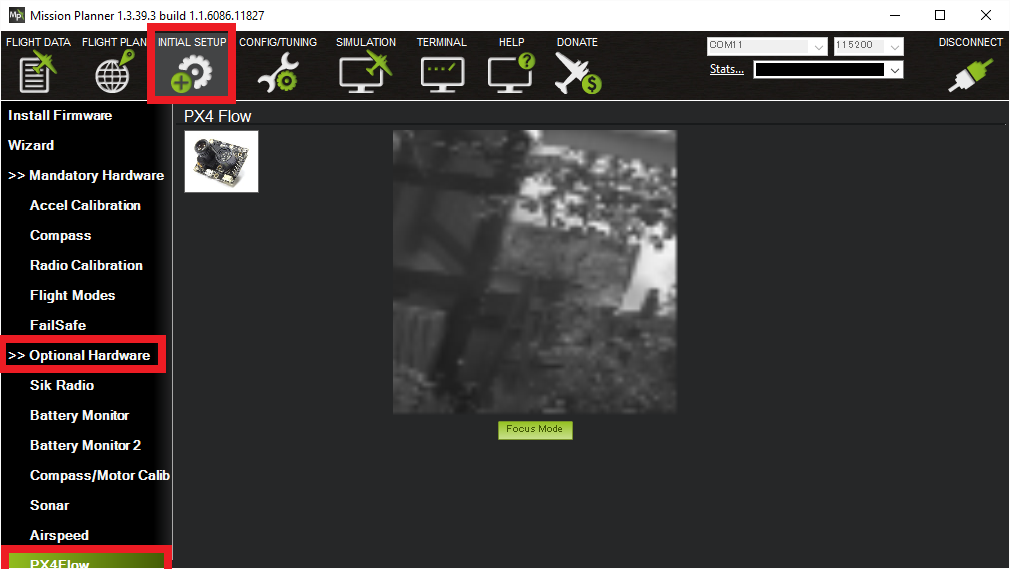 Mp Mission Planner 1.3.39.3 build 1.1.6086.11827
FLIGHT DATA FLIGHT PLAN INITIAL SETUP CONFIG/TUNING SIMULATION TERMINAL HELP DONATE COM11 115200 DISCONNECT
Stats...
Install Firmware
PX4 Flow
Wizard
>> Mandatory Hardware
Accel Calibration
Compass
Radio Calibration
Flight Modes
FailSafe
>> Optional Hardware
Sik Radio
Battery Monitor
Focus Mode
Battery Monitor 2
Compass/Motor Calib
Sonar
Airspeed
PX4Flow